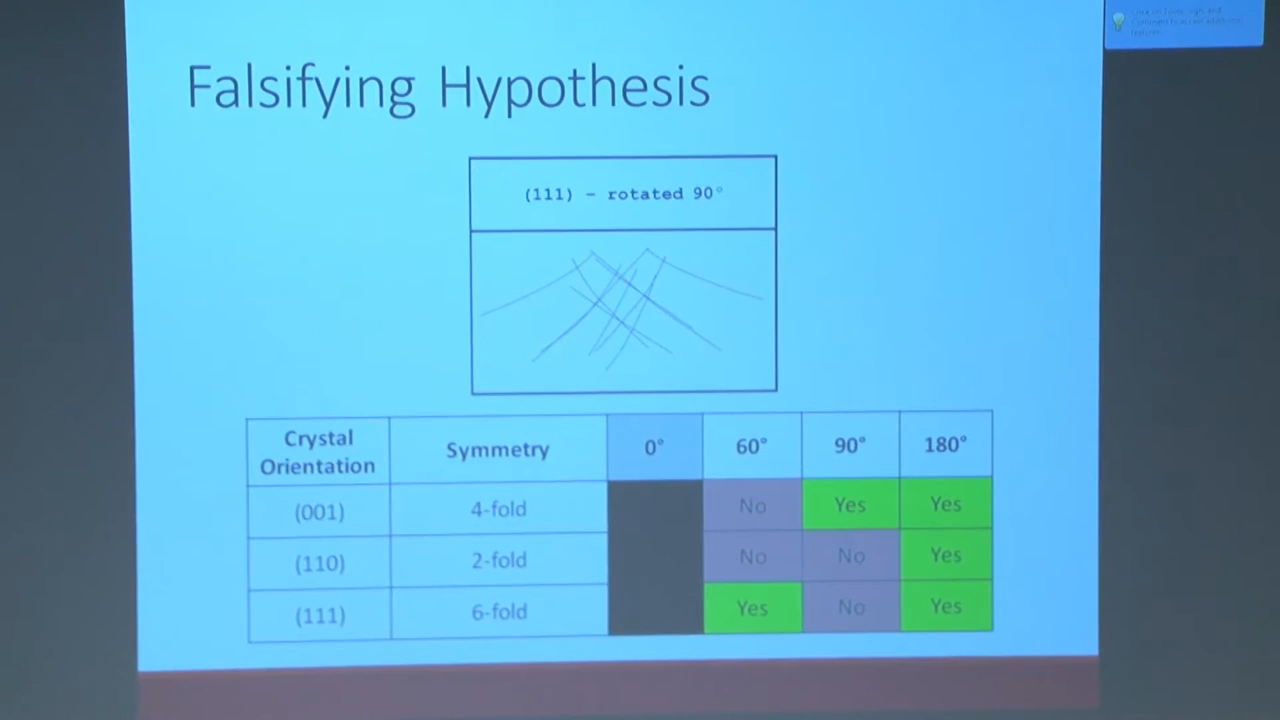 Falsifying Hypothesis
(111) – rotated 90°
Crystal Orientation | Symmetry | 0° | 60° | 90° | 180°
(001) | 4-fold | No | Yes | Yes
(110) | 2-fold | No | No | Yes
(111) | 6-fold | Yes | No | Yes